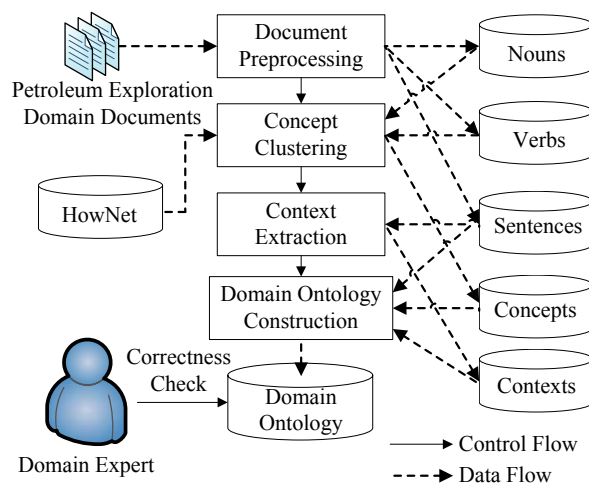 Document
Preprocessing
Nouns
Petroleum Exploration
Domain Documents
Concept
Clustering
Verbs
HowNet
Context
Extraction
Sentences
Domain Ontology
Construction
Concepts
Correctness
Check
Contexts
Domain
Ontology
Domain Expert
Control Flow
Data Flow